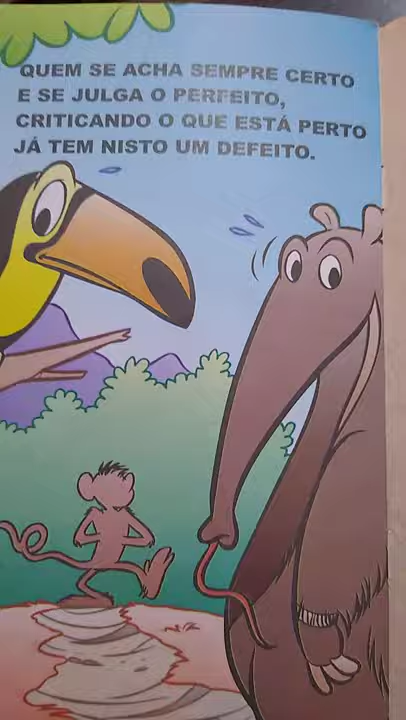 QUEM SE ACHA SEMPRE CERTO
E SE JULGA O PERFEITO,
CRITICANDO O QUE ESTÁ PERTO
JÁ TEM NISTO UM DEFEITO.